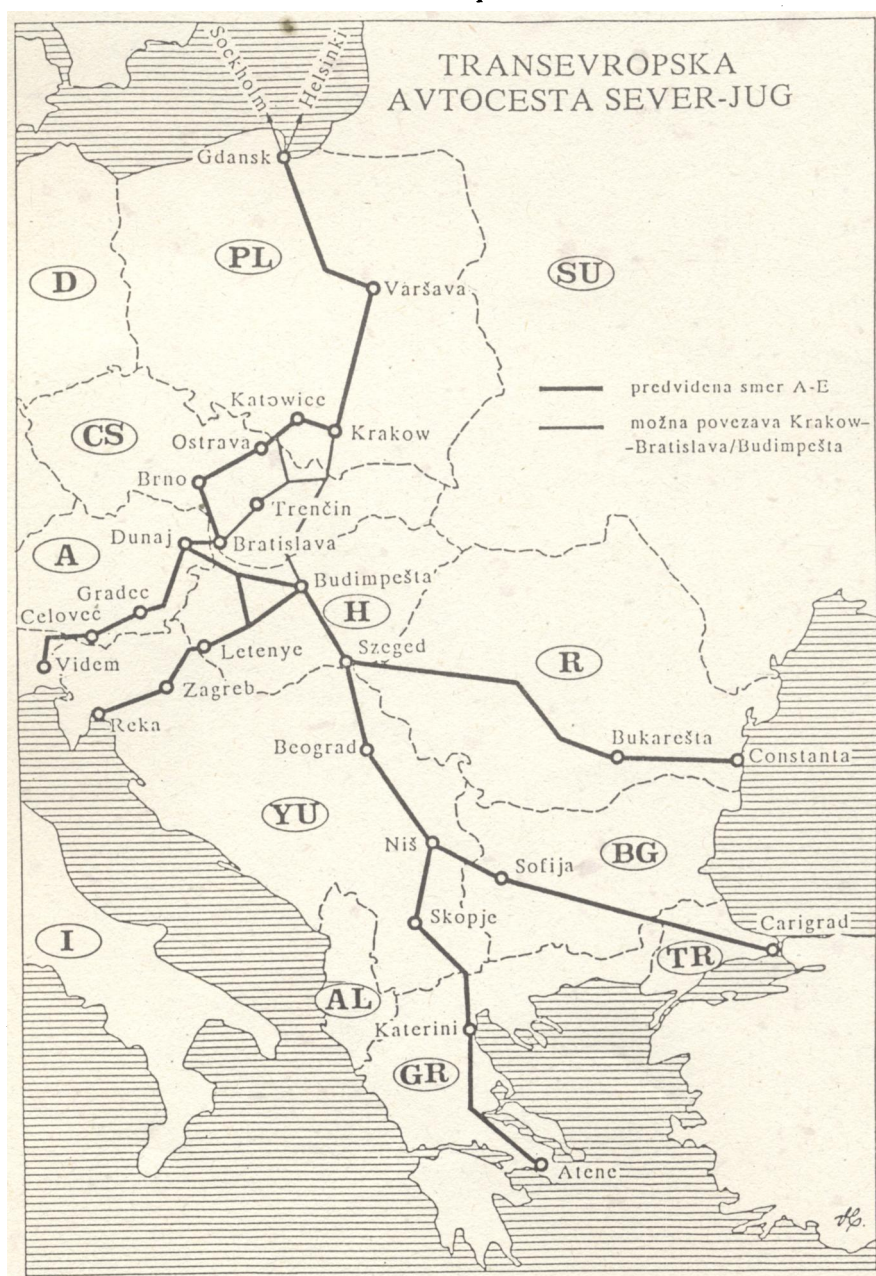 TRANSEVROPSKA
AVTOCESTA SEVER-JUG
Sockholm
Helsinki
Gdansk
PL
D
SU
Varšava
predvidena smer A-E
možna povezava Krakow-
-Bratislava/Budimpešta
Katowice
CS
Ostrava
Krakow
Brno
Trenčin
Dunaj
Bratislava
A
Gradec
Budimpešta
Celoveć
H
Videm
Letenye
Szeged
R
Zagreb
Reka
Bukarešta
Beograd
Constanta
YU
Niš
BG
Sofija
Skopje
Carigrad
I
TR
AL
Katerini
GR
Atene